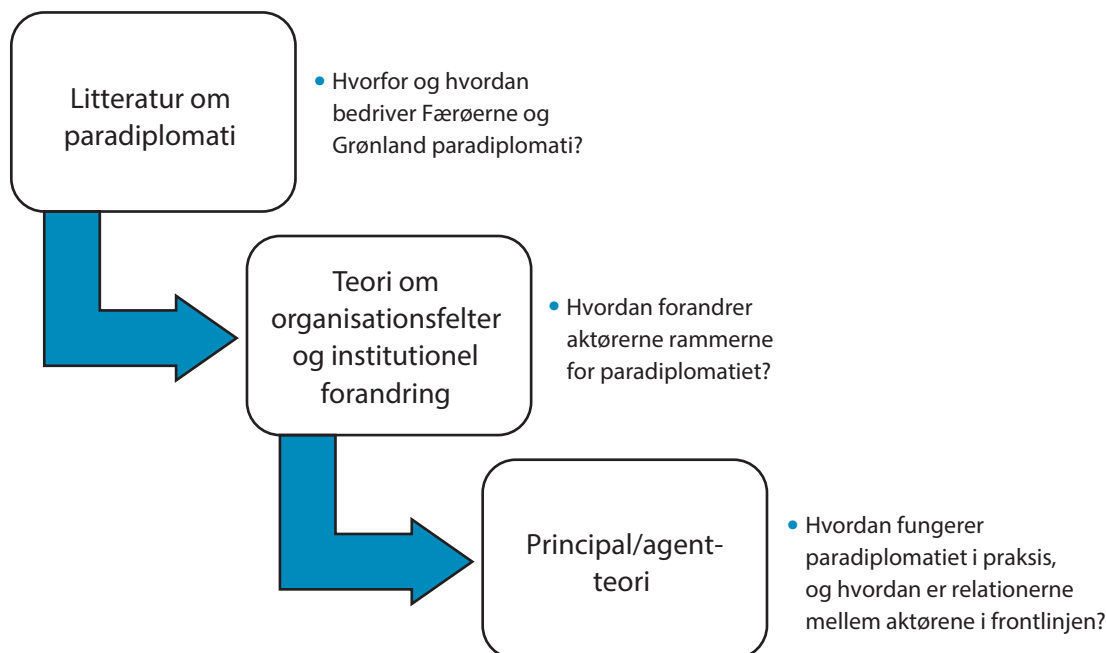 Litteratur om
paradiplomati
• Hvorfor og hvordan
bedriver Færøerne og
Grønland paradiplomati?
Teori om
organisationsfelter
og institutionel
forandring
• Hvordan forandrer
aktørerne rammerne
for paradiplomatiet?
Principal/agent-
teori
• Hvordan fungerer
paradiplomatiet i praksis,
og hvordan er relationerne
mellem aktørene i frontlinjen?